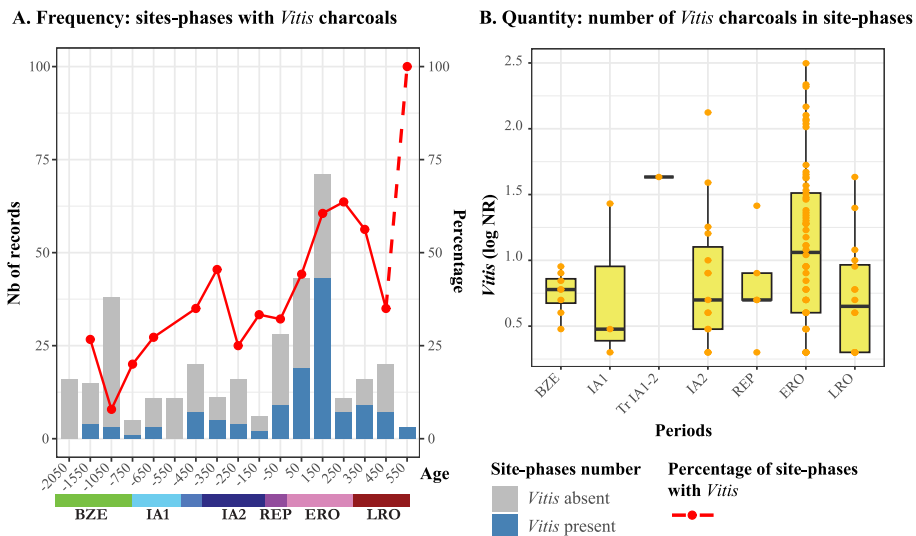 A. Frequency: sites-phases with Vitis charcoals
B. Quantity: number of Vitis charcoals in site-phases
Nb of records
100
75
50
25
0
100
75
50
25
0
Percentage
-2050
-1550
-1050
-750
-650
-550
-450
-350
-250
-150
-50
50
150
250
350
450
550
Age
BZE
IA1
IA2
REP
ERO
LRO
Vitis (log NR)
2.5
2.0
1.5
1.0
0.5
BZE
IA1
Tr IA1-2
IA2
REP
ERO
LRO
Periods
Site-phases number
Vitis absent
Vitis present
Percentage of site-phases
with Vitis